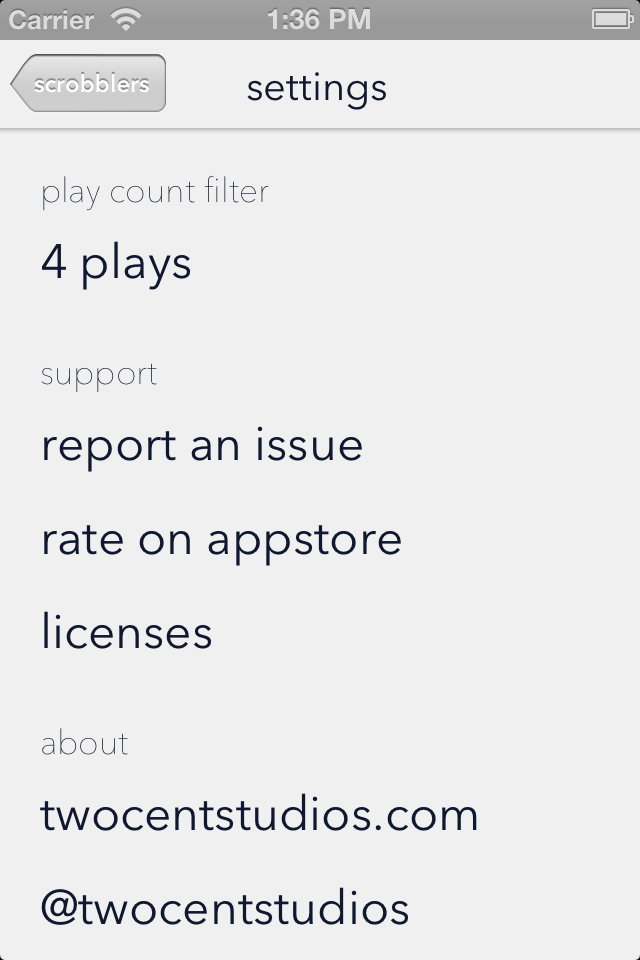 Carrier 1:36 PM
scrobblers settings
play count filter
4 plays
support
report an issue
rate on appstore
licenses
about
twocentstudios.com
@twocentstudios